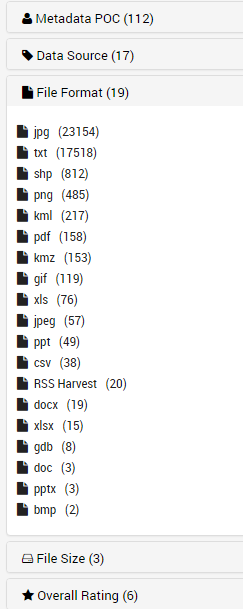 Metadata POC (112)
Data Source (17)
File Format (19)
jpg (23154)
txt (17518)
shp (812)
png (485)
kml (217)
pdf (158)
kmz (153)
gif (119)
xls (76)
jpeg (57)
ppt (49)
csv (38)
RSS Harvest (20)
docx (19)
xlsx (15)
gdb (8)
doc (3)
pptx (3)
bmp (2)
File Size (3)
Overall Rating (6)